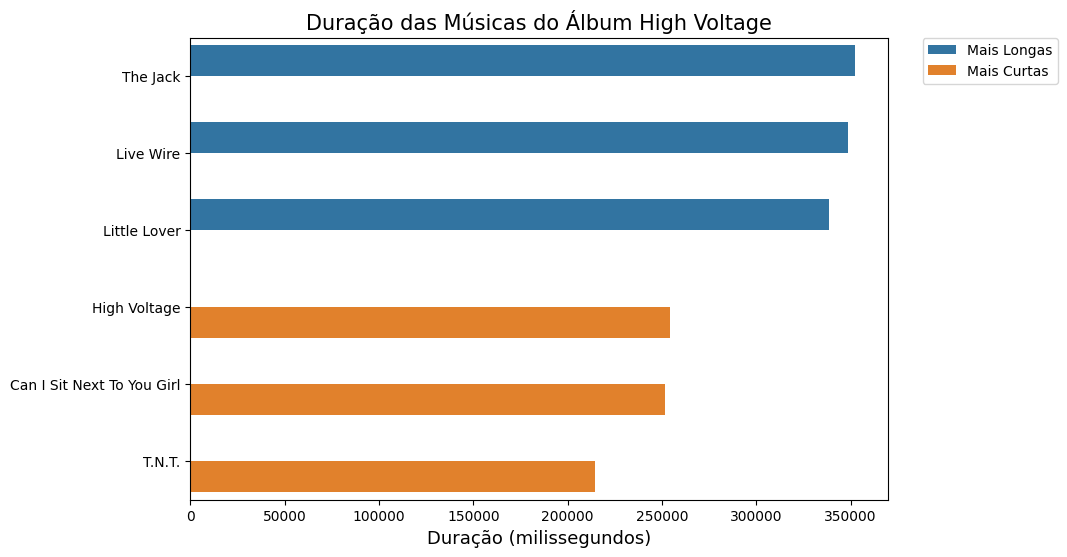 Duração das Músicas do Álbum High Voltage
Mais Longas
Mais Curtas
The Jack
Live Wire
Little Lover
High Voltage
Can I Sit Next To You Girl
T.N.T.
0 50000 100000 150000 200000 250000 300000 350000
Duração (milissegundos)